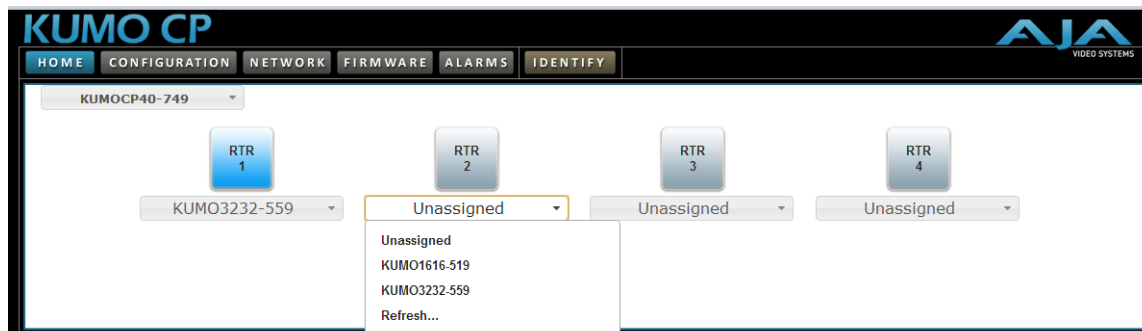 KUMO CP
AJA
VIDEO SYSTEMS
HOME CONFIGURATION NETWORK FIRMWARE ALARMS IDENTIFY
KUMOCP40-749
RTR RTR RTR RTR
1 2 3 4
KUMO3232-559 Unassigned Unassigned Unassigned
Unassigned
KUMO1616-519
KUMO3232-559
Refresh...